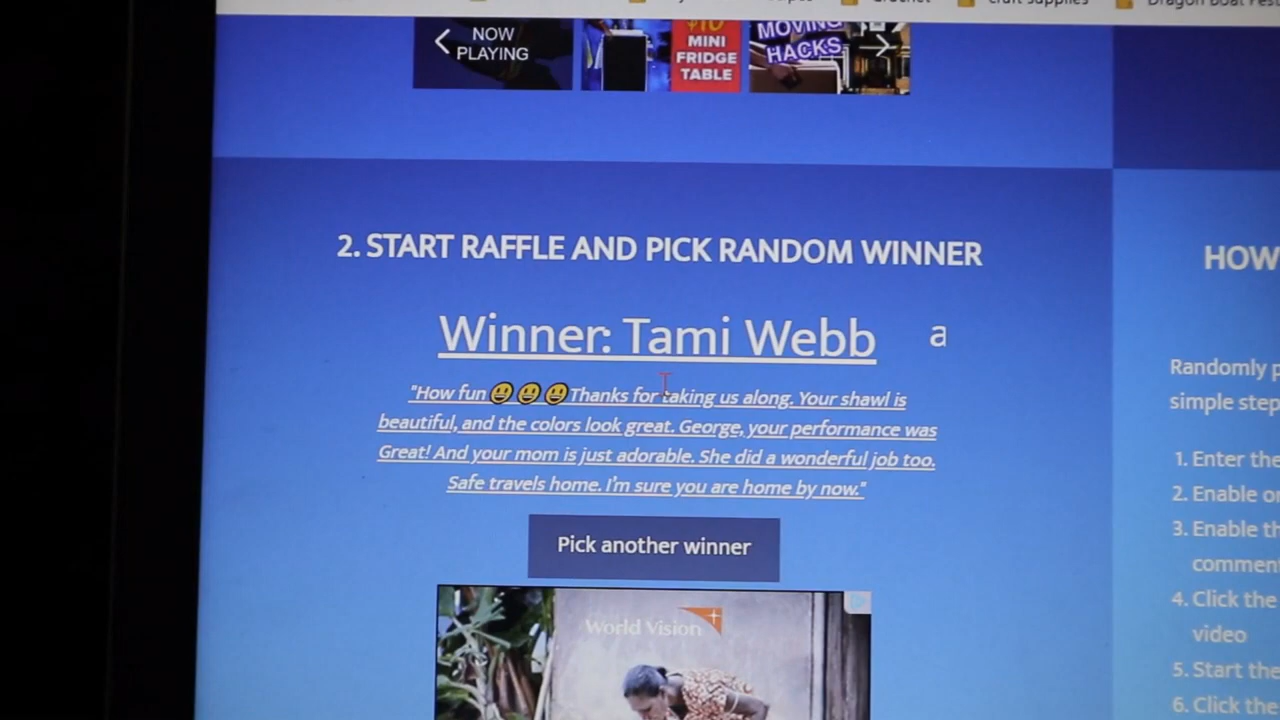 NOW
PLAYING
$10
MINI
FRIDGE
TABLE
MOVING
HACKS
2. START RAFFLE AND PICK RANDOM WINNER
HOW
Winner: Tami Webb
a
"How fun😃😃😃Thanks for taking us along. Your shawl is
beautiful, and the colors look great. George, your performance was
Great! And your mom is just adorable. She did a wonderful job too.
Safe travels home. I'm sure you are home by now."
Pick another winner
World Vision
Randomly
simple step
1. Enter the
2. Enable
3. Enable
4. Click the
video
5. Start the
6. Click the